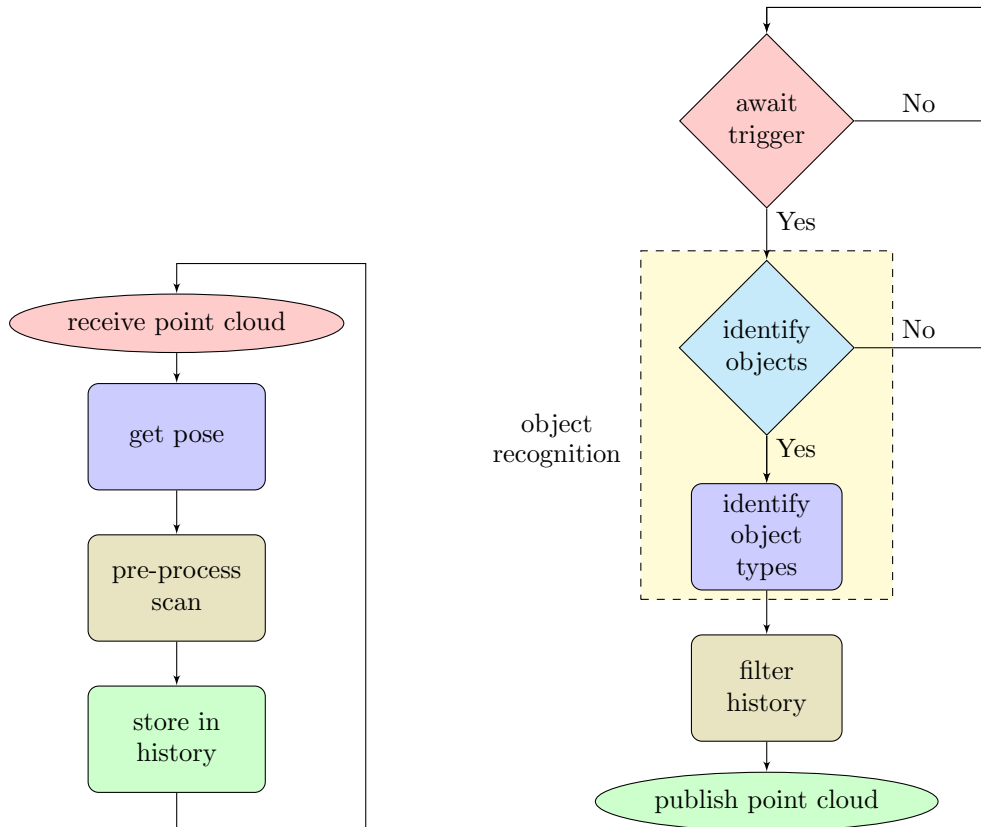 receive point cloud
get pose
pre-process
scan
store in
history
await
trigger
No
Yes
identify
objects
No
Yes
object
recognition
identify
object
types
filter
history
publish point cloud